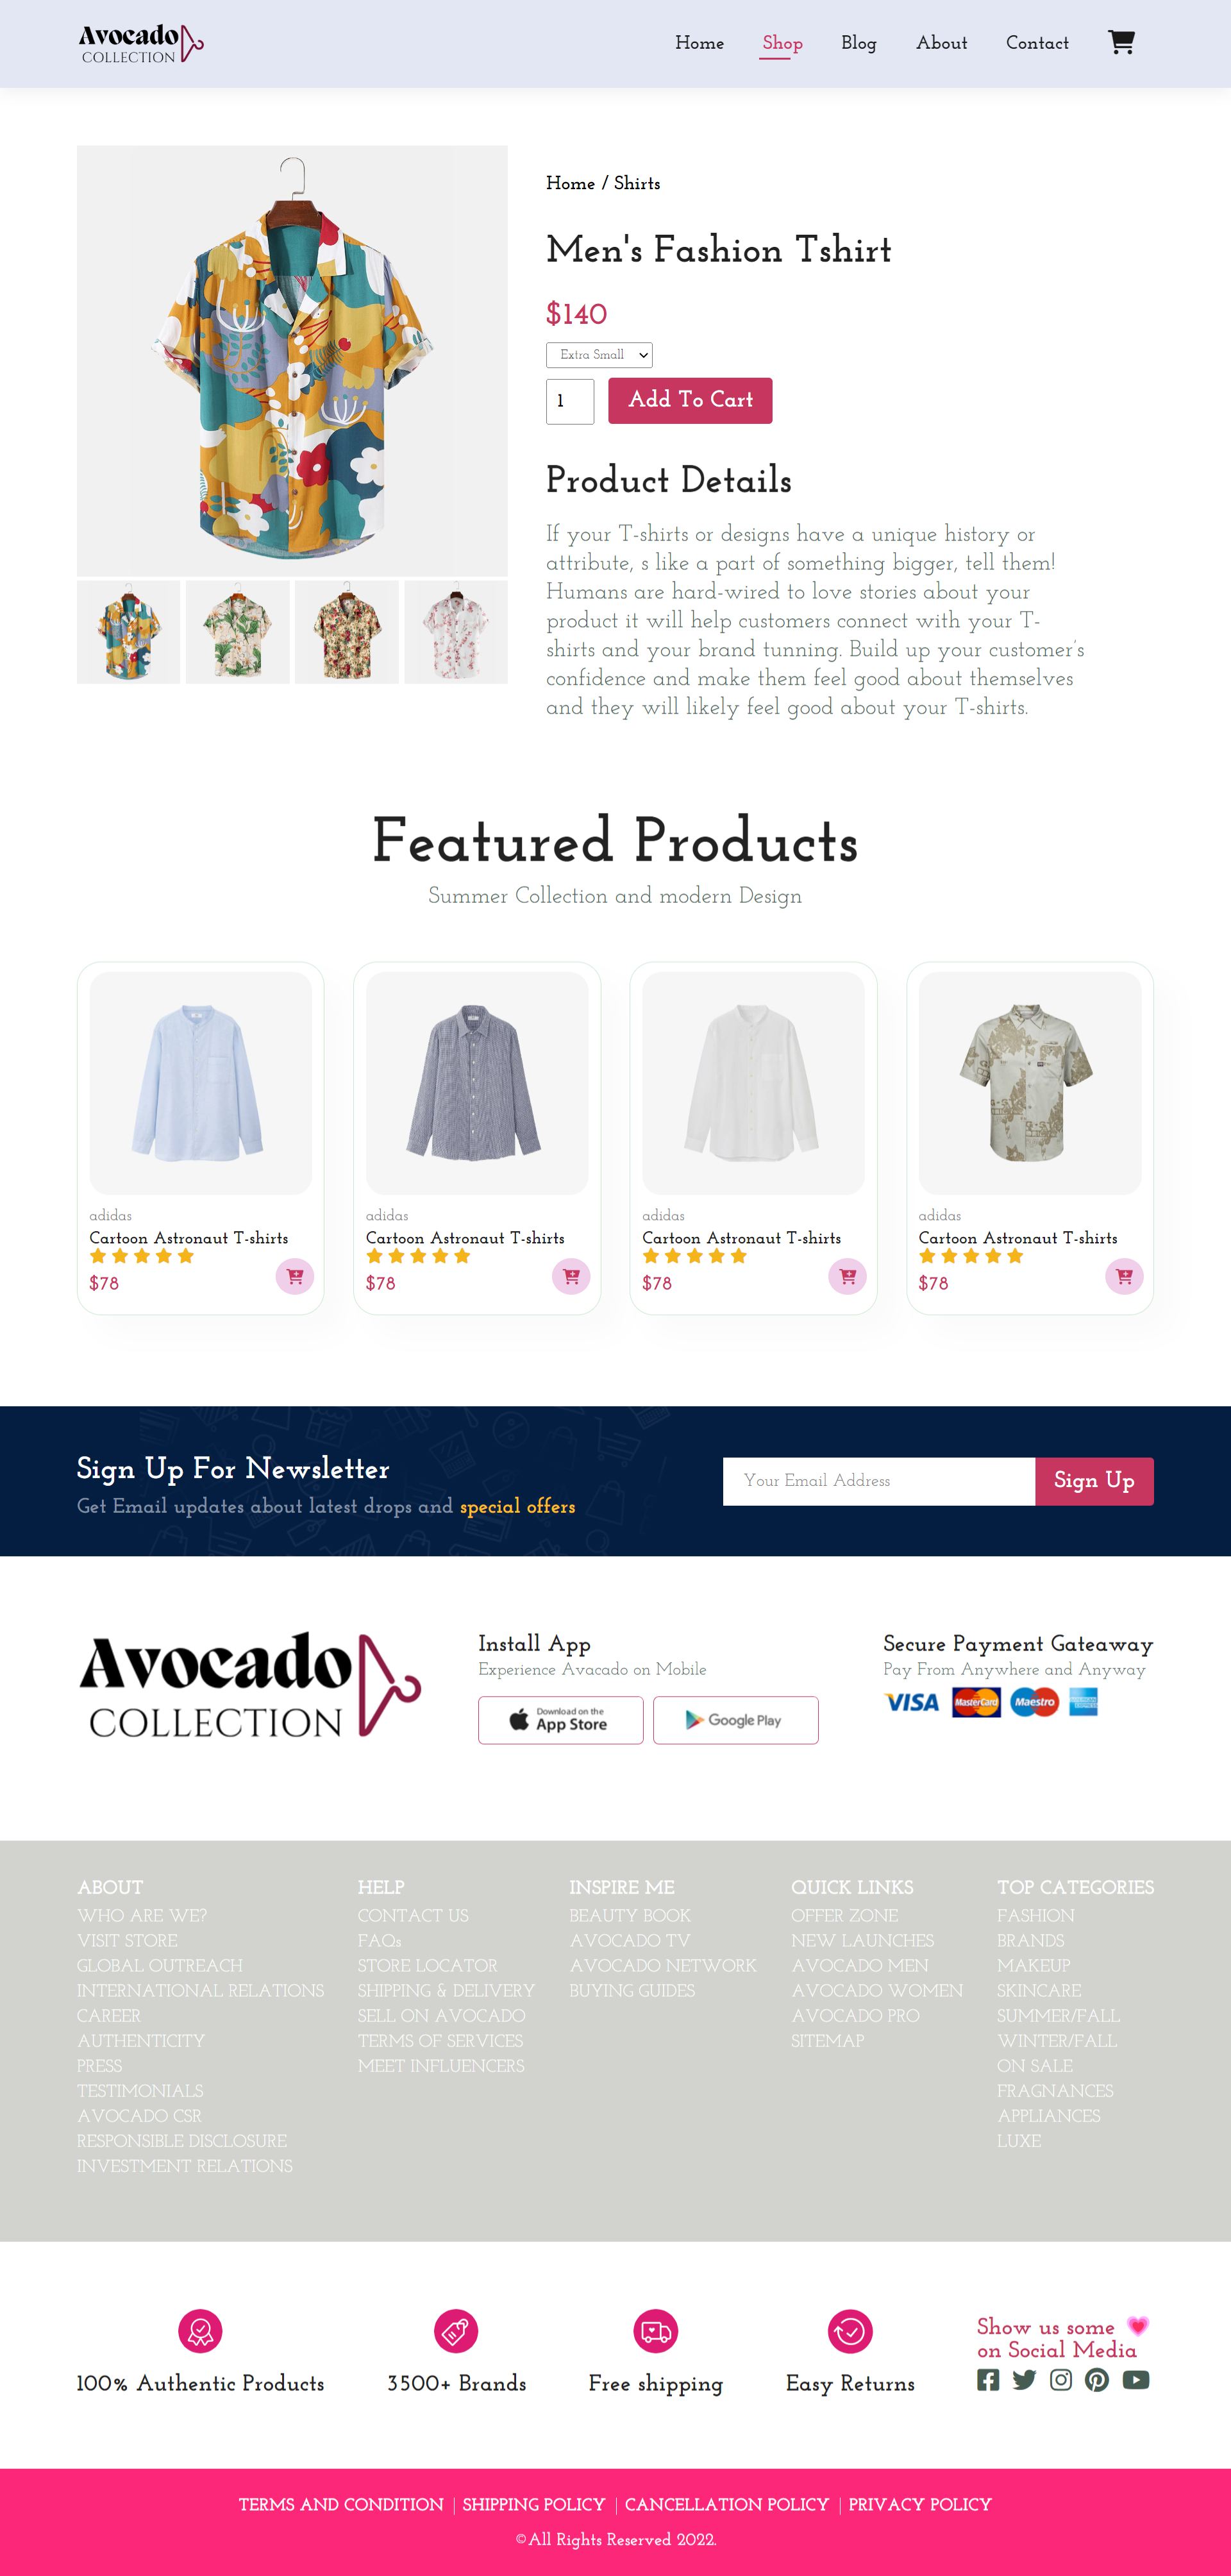 Avocado
COLLECTION
Home Shop Blog About Contact
Home / Shirts
Men's Fashion Tshirt
$140
Extra Small
1 Add To Cart
Product Details
If your T-shirts or designs have a unique history or
attribute, s like a part of something bigger, tell them!
Humans are hard-wired to love stories about your
product it will help customers connect with your T-
shirts and your brand tunning. Build up your customer's
confidence and make them feel good about themselves
and they will likely feel good about your T-shirts.
Featured Products
Summer Collection and modern Design
adidas
Cartoon Astronaut T-shirts
$78
adidas
Cartoon Astronaut T-shirts
$78
adidas
Cartoon Astronaut T-shirts
$78
adidas
Cartoon Astronaut T-shirts
$78
Sign Up For Newsletter
Get Email updates about latest drops and special offers
Your Email Address Sign Up
Avocado
COLLECTION
Install App
Experience Avacado on Mobile
Download on the
App Store
Google Play
Secure Payment Gateaway
Pay From Anywhere and Anyway
VISA MasterCard Maestro
ABOUT
WHO ARE WE?
VISIT STORE
GLOBAL OUTREACH
INTERNATIONAL RELATIONS
CAREER
AUTHENTICITY
PRESS
TESTIMONIALS
AVOCADO CSR
RESPONSIBLE DISCLOSURE
INVESTMENT RELATIONS
HELP
CONTACT US
FAQs
STORE LOCATOR
SHIPPING & DELIVERY
SELL ON AVOCADO
TERMS OF SERVICES
MEET INFLUENCERS
INSPIRE ME
BEAUTY BOOK
AVOCADO TV
AVOCADO NETWORK
BUYING GUIDES
QUICK LINKS
OFFER ZONE
NEW LAUNCHES
AVOCADO MEN
AVOCADO WOMEN
AVOCADO PRO
SITEMAP
TOP CATEGORIES
FASHION
BRANDS
MAKEUP
SKINCARE
SUMMER/FALL
WINTER/FALL
ON SALE
FRAGNANCES
APPLIANCES
LUXE
100% Authentic Products
3500+ Brands
Free shipping
Easy Returns
Show us some 💗
on Social Media
TERMS AND CONDITION | SHIPPING POLICY | CANCELLATION POLICY | PRIVACY POLICY
©All Rights Reserved 2022.